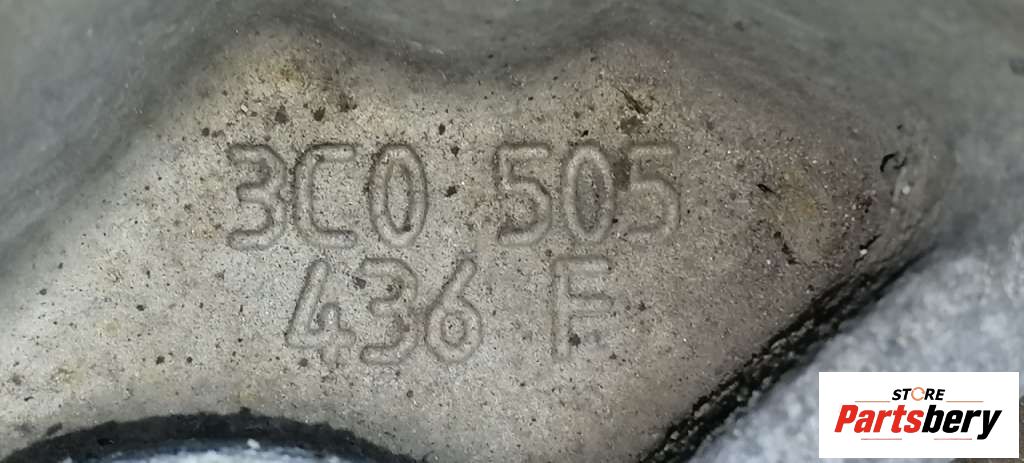 3C0 505
436 F
STORE
Partsbery